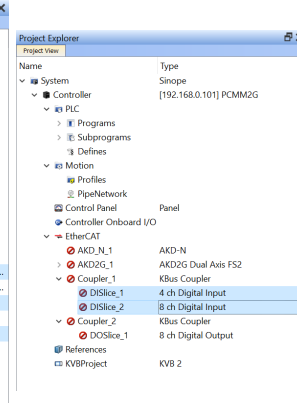 Project Explorer
Project View
Name Type
System Sinope
Controller [192.168.0.101] PCMM2G
PLC
Programs
Subprograms
Defines
Motion
Profiles
PipeNetwork
Control Panel Panel
Controller Onboard I/O
EtherCAT
AKD_N_1 AKD-N
AKD2G_1 AKD2G Dual Axis FS2
Coupler_1 KBus Coupler
DISlice_1 4 ch Digital Input
DISlice_2 8 ch Digital Input
Coupler_2 KBus Coupler
DOSlice_1 8 ch Digital Output
References
KVBProject KVB 2